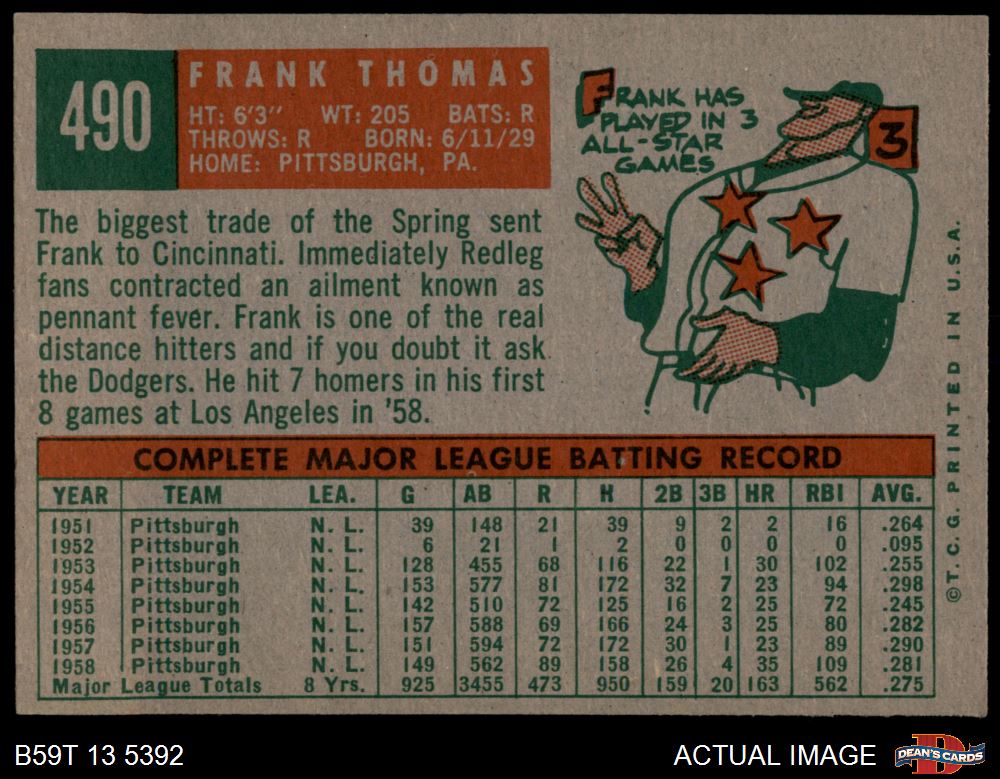 490
FRANK THOMAS
HT: 6'3" WT: 205 BATS: R
THROWS: R BORN: 6/11/29
HOME: PITTSBURGH, PA.
FRANK HAS
PLAYED IN 3
ALL-STAR
GAMES
3
The biggest trade of the Spring sent
Frank to Cincinnati. Immediately Redleg
fans contracted an ailment known as
pennant fever. Frank is one of the real
distance hitters and if you doubt it ask
the Dodgers. He hit 7 homers in his first
8 games at Los Angeles in '58.
COMPLETE MAJOR LEAGUE BATTING RECORD
YEAR TEAM LEA. G AB R H 2B 3B HR RBI AVG.
1951 Pittsburgh N. L. 39 148 21 39 9 2 2 16 .264
1952 Pittsburgh N. L. 6 21 1 2 0 0 0 0 .095
1953 Pittsburgh N. L. 128 455 68 116 22 1 30 102 .255
1954 Pittsburgh N. L. 153 577 81 172 32 7 23 94 .298
1955 Pittsburgh N. L. 142 510 72 125 16 2 25 72 .245
1956 Pittsburgh N. L. 157 588 69 166 24 3 25 80 .282
1957 Pittsburgh N. L. 151 594 72 172 30 1 23 89 .290
1958 Pittsburgh N. L. 149 562 89 158 26 4 35 109 .281
Major League Totals 8 Yrs. 925 3455 473 950 159 20 163 562 .275
©T. C. G. PRINTED IN U.S.A.
B59T 13 5392
ACTUAL IMAGE
DEAN'S CARDS